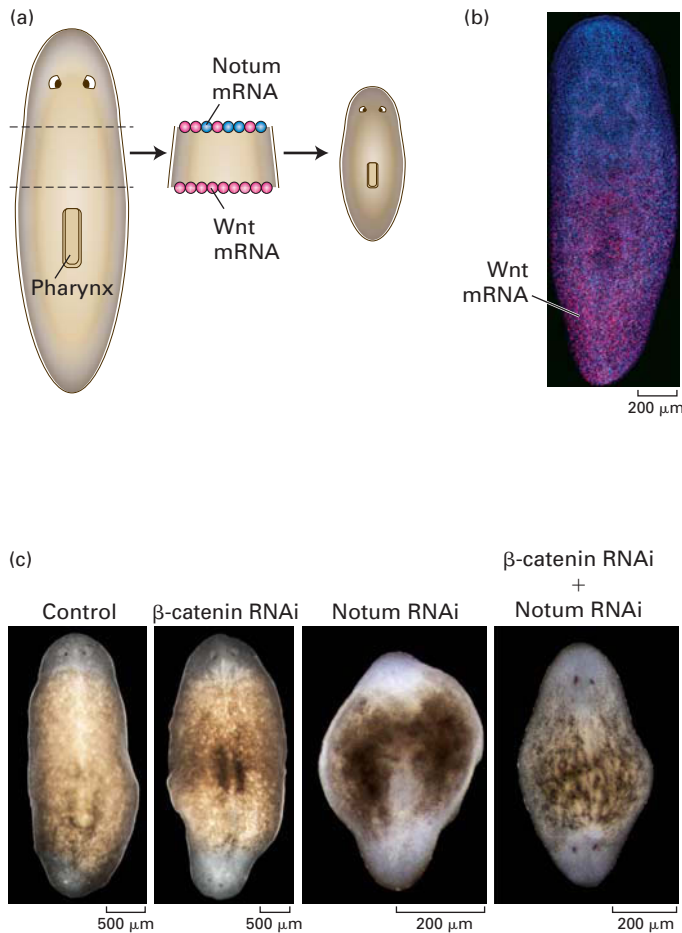 (a)
Notum
mRNA
Wnt
mRNA
Pharynx
(b)
Wnt
mRNA
200 μm
(c)
Control
β-catenin RNAi
Notum RNAi
β-catenin RNAi
+
Notum RNAi
500 μm
500 μm
200 μm
200 μm